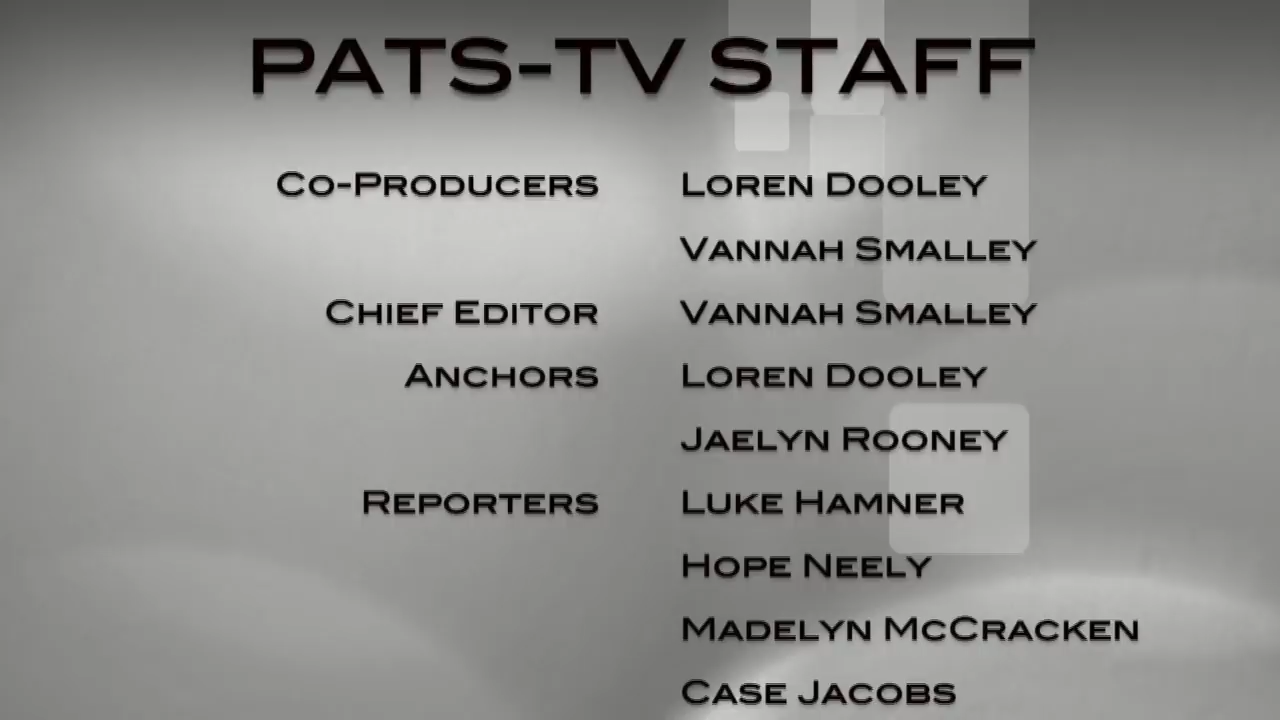 PATS-TV STAFF
Co-Producers Loren Dooley
Vannah Smalley
Chief Editor Vannah Smalley
Anchors Loren Dooley
Jaelyn Rooney
Reporters Luke Hamner
Hope Neely
Madelyn McCracken
Case Jacobs